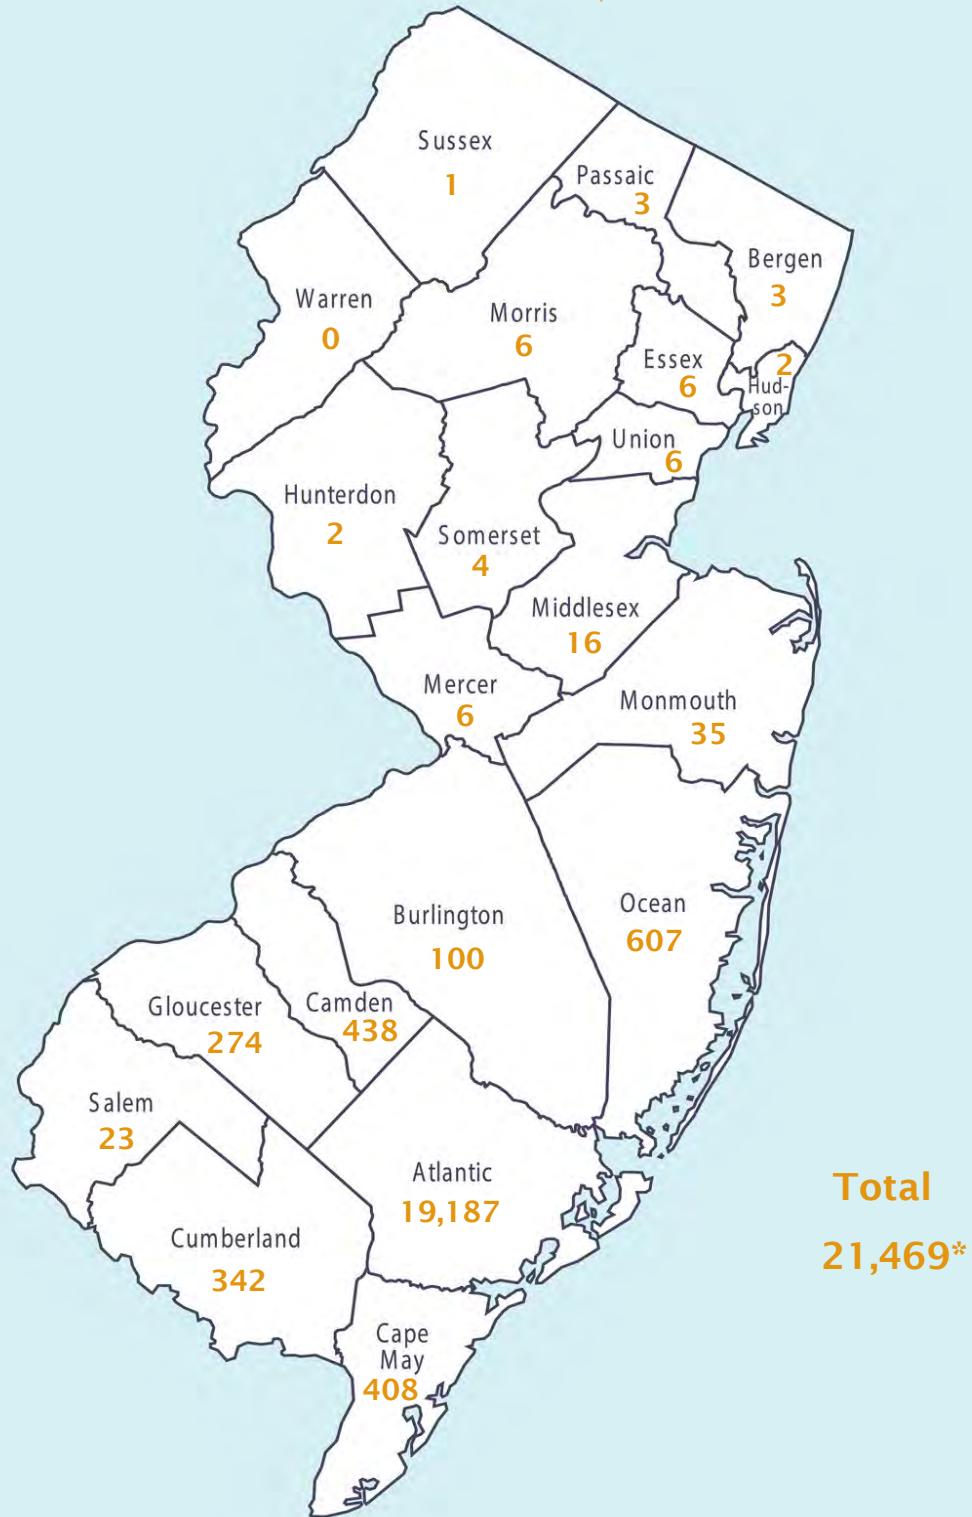 Sussex
1
Passaic
3
Bergen
3
Warren
0
Morris
6
Essex
6
2
Hud-
son
Union
6
Hunterdon
2
Somerset
4
Middlesex
16
Mercer
6
Monmouth
35
Burlington
100
Ocean
607
Gloucester
274
Camden
438
Salem
23
Atlantic
19,187
Cumberland
342
Cape
May
408
Total
21,469*